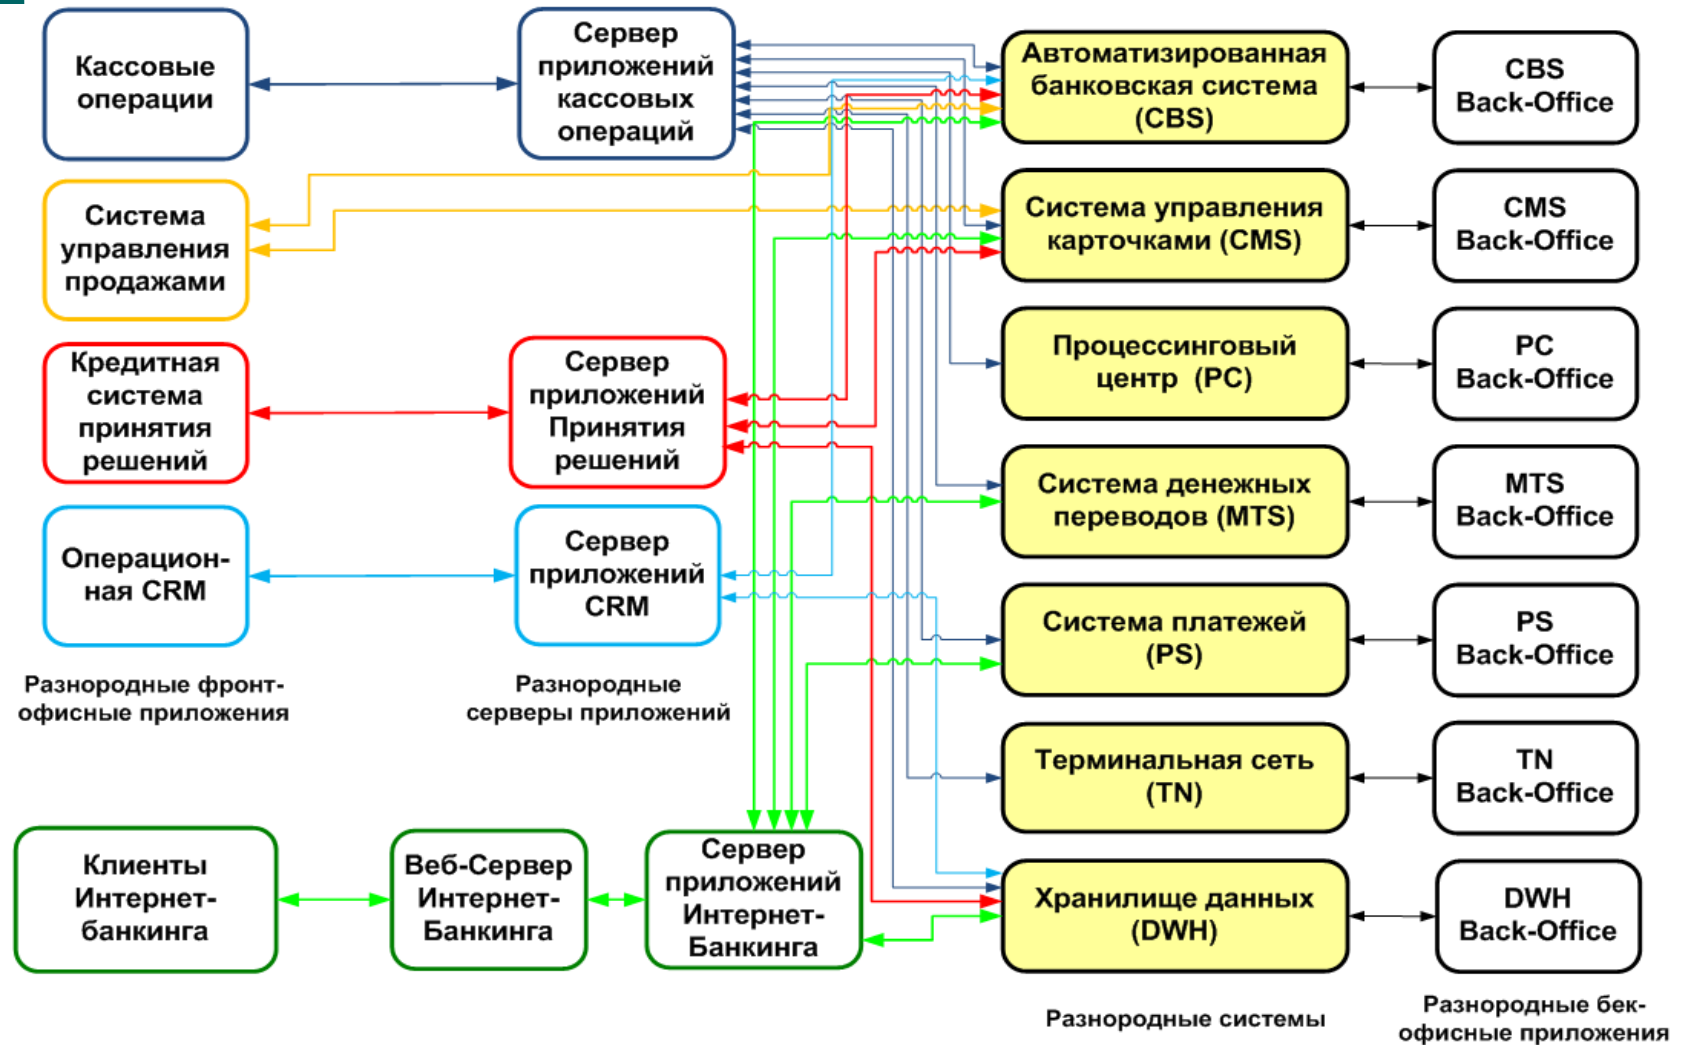 Кассовые
операции
Сервер
приложений
кассовых
операций
Автоматизированная
банковская система
(CBS)
CBS
Back-Office
Система
управления
продажами
Система управления
карточками (CMS)
CMS
Back-Office
Кредитная
система
принятия
решений
Сервер
приложений
Принятия
решений
Процессинговый
центр (PC)
PC
Back-Office
Система денежных
переводов (MTS)
MTS
Back-Office
Операцион-
ная CRM
Сервер
приложений
CRM
Система платежей
(PS)
PS
Back-Office
Разнородные фронт-
офисные приложения
Разнородные
серверы приложений
Терминальная сеть
(TN)
TN
Back-Office
Клиенты
Интернет-
банкинга
Веб-Сервер
Интернет-
Банкинга
Сервер
приложений
Интернет-
Банкинга
Хранилище данных
(DWH)
DWH
Back-Office
Разнородные системы
Разнородные бек-
офисные приложения